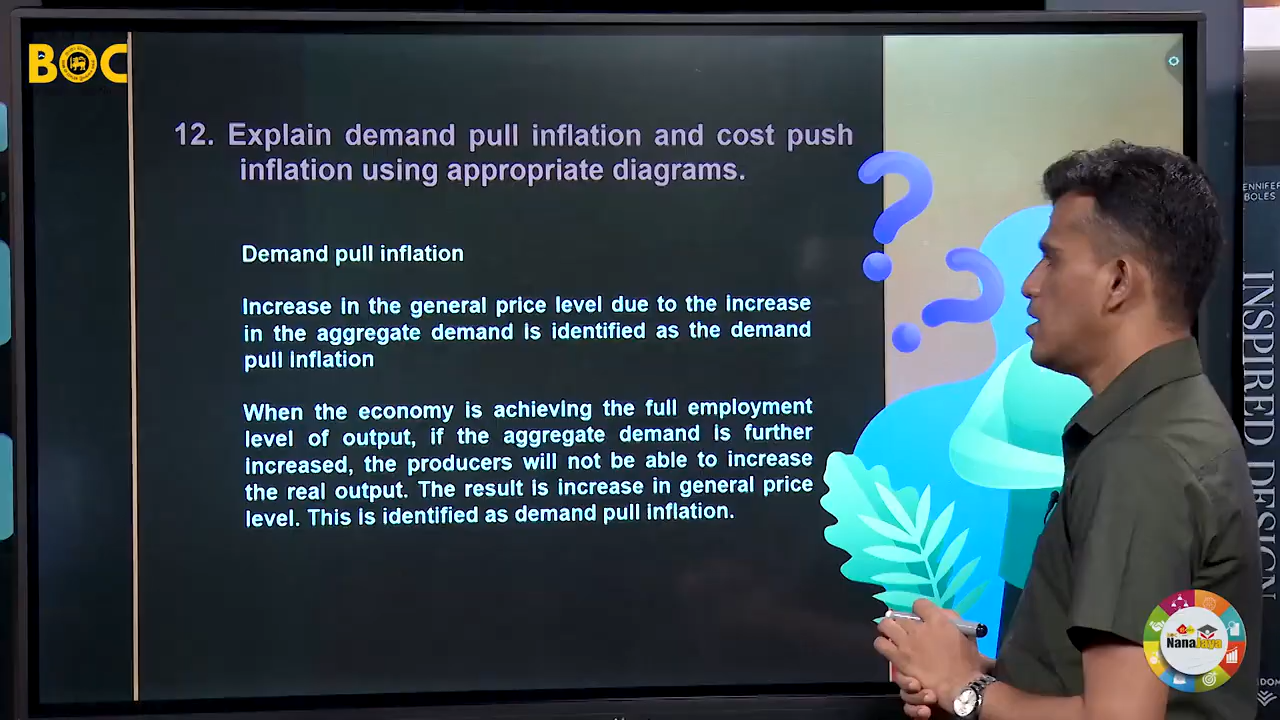 BOC
12. Explain demand pull inflation and cost push
inflation using appropriate diagrams.
Demand pull inflation
Increase in the general price level due to the increase
in the aggregate demand is identified as the demand
pull inflation
When the economy is achieving the full employment
level of output, if the aggregate demand is further
increased, the producers will not be able to increase
the real output. The result is increase in general price
level. This is identified as demand pull inflation.
ENNIFER
BOLES
INSPIRED DESIGN
NanaJaya